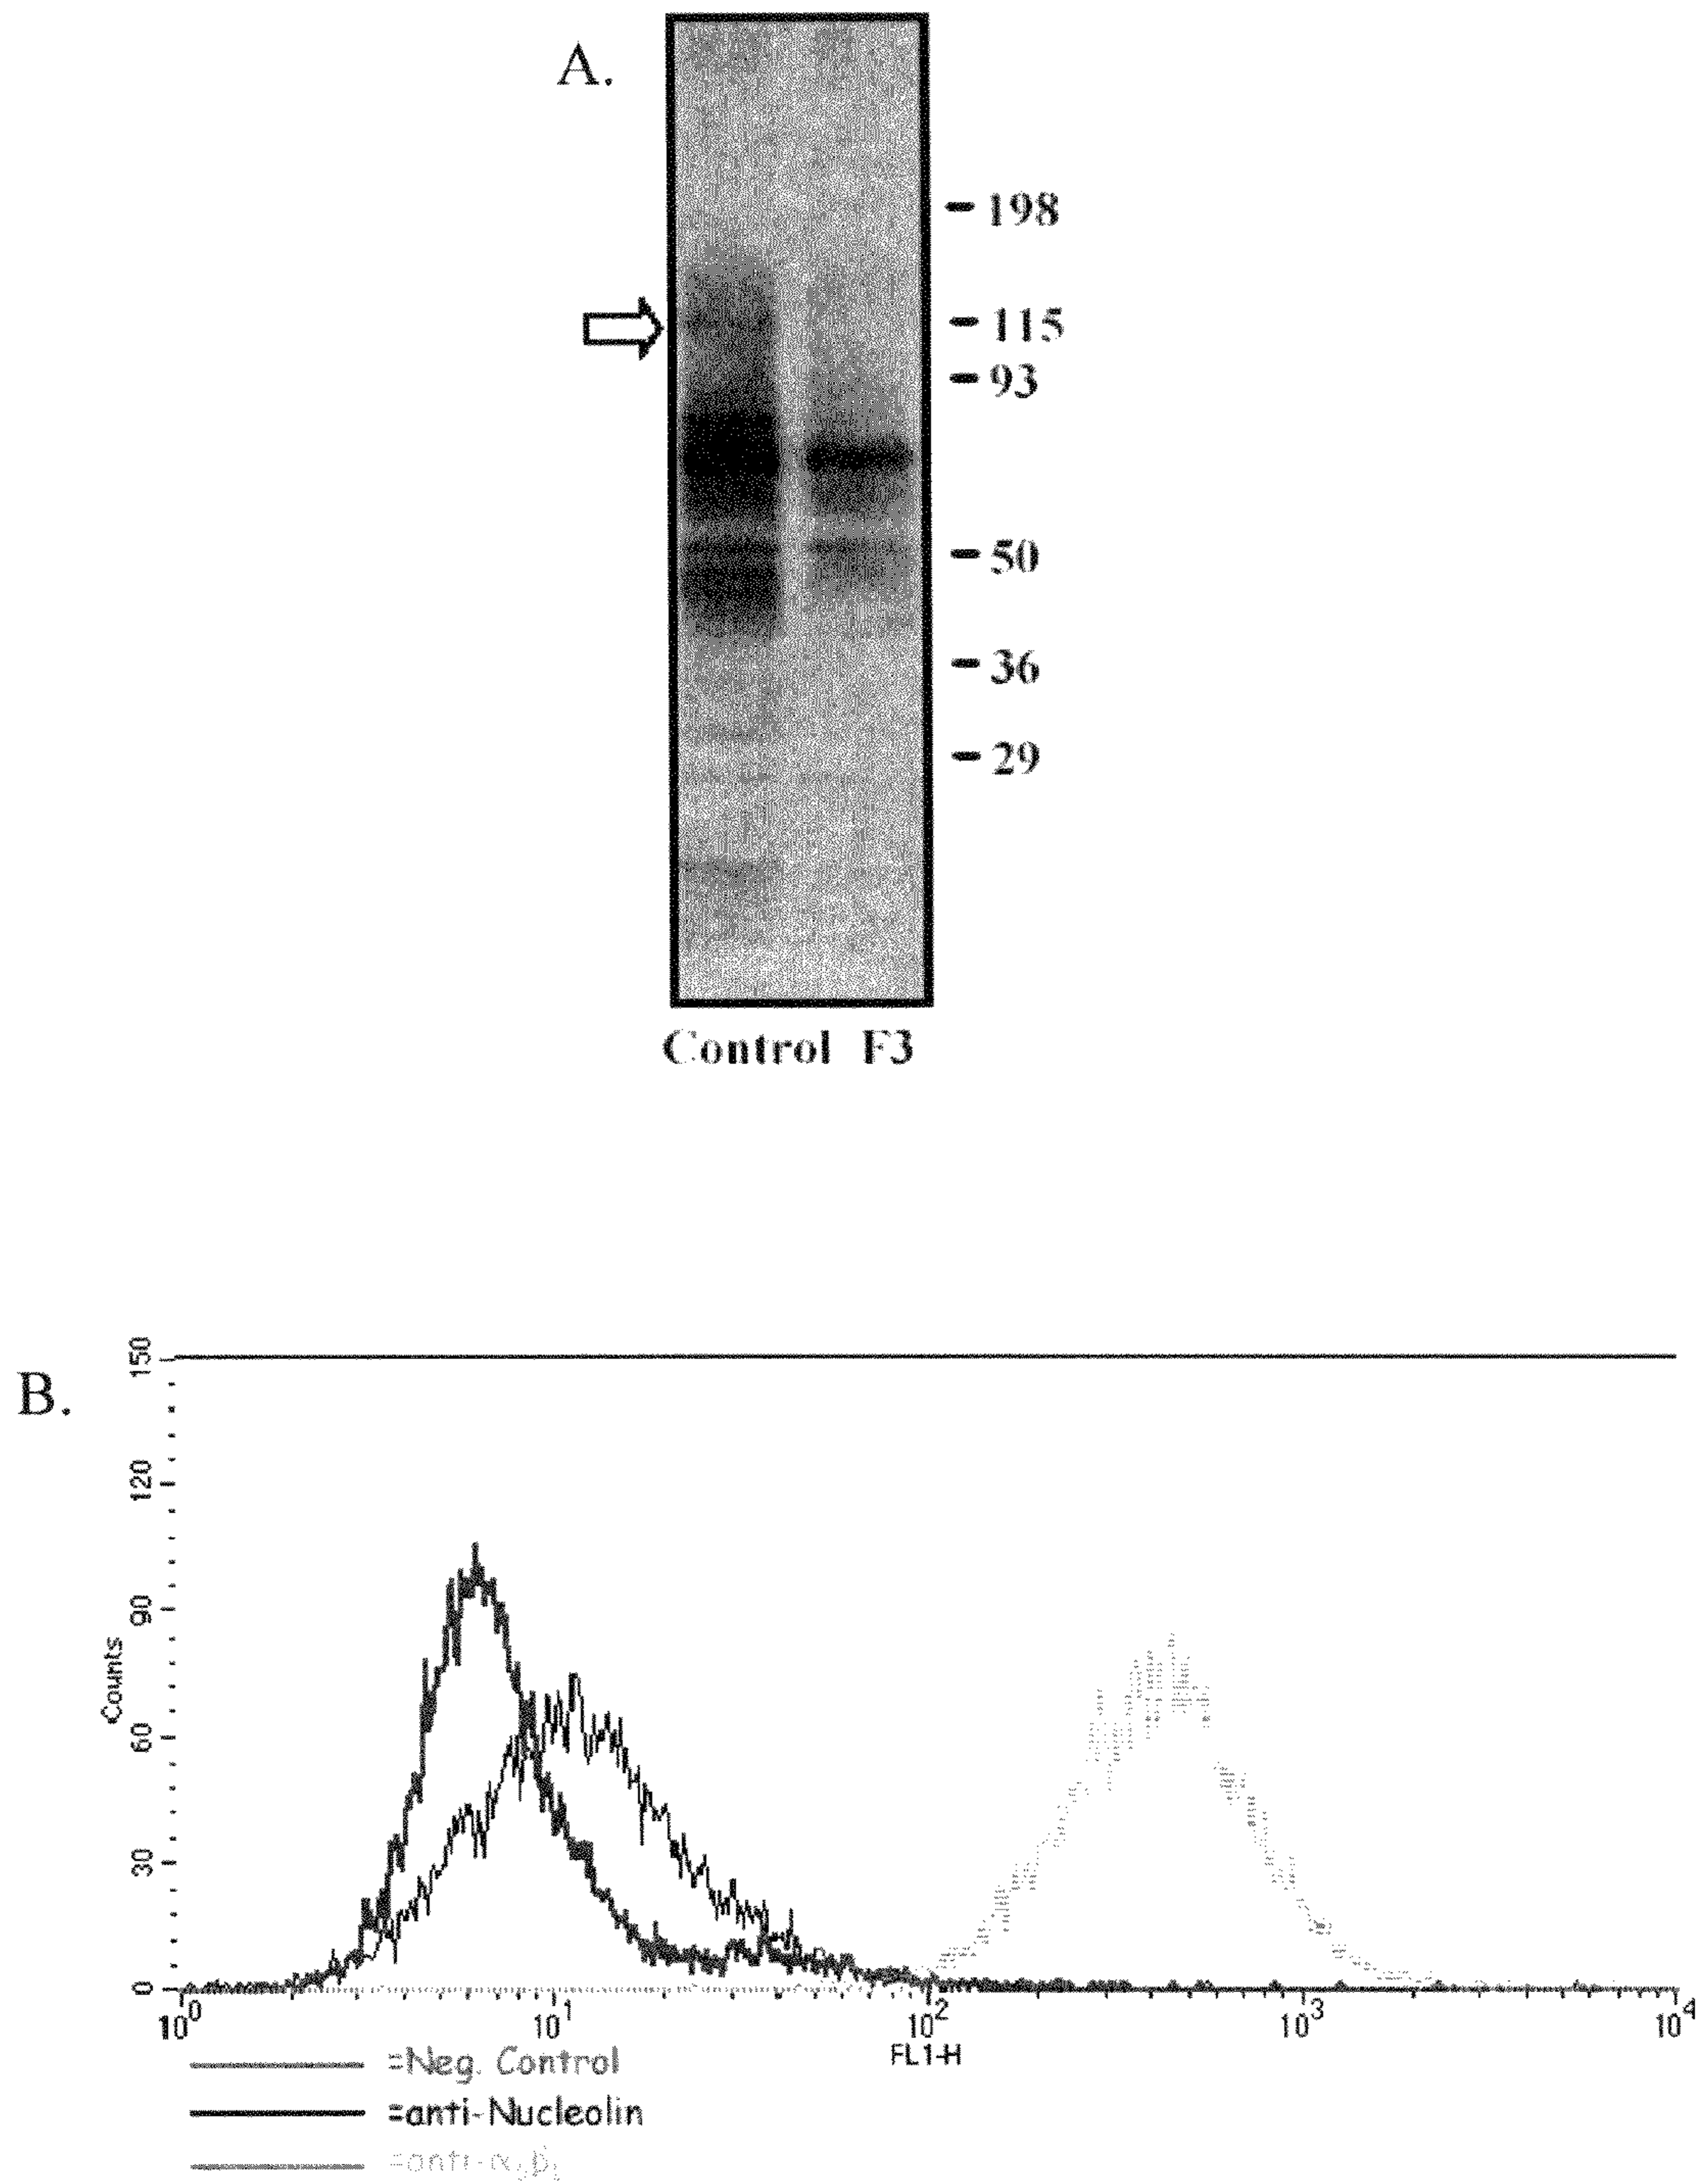 A.
198
115
93
50
36
29
Control F3
B.
150
120
90
60
30
0
Counts
10^0 10^1 10^2 10^3 10^4
FL1-H
=Neg. Control
=anti-Nucleolin
=anti-